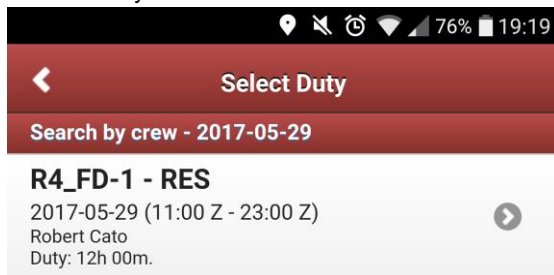 76% 19:19
Select Duty
Search by crew - 2017-05-29
R4_FD-1 - RES
2017-05-29 (11:00 Z - 23:00 Z)
Robert Cato
Duty: 12h 00m.